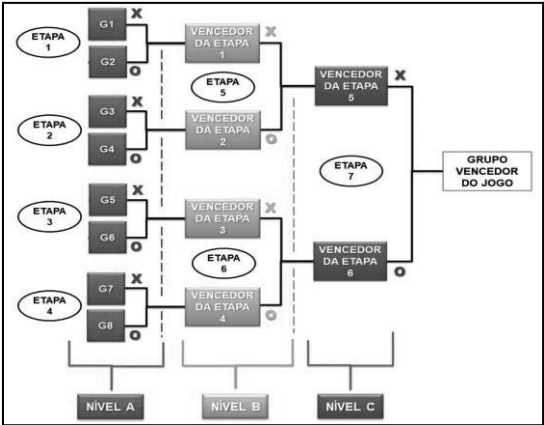 ETAPA
1
G1
X
G2
O
VENCEDOR
DA ETAPA
1
X
ETAPA
2
G3
X
G4
O
VENCEDOR
DA ETAPA
2
O
ETAPA
5
VENCEDOR
DA ETAPA
5
X
ETAPA
3
G5
X
G6
O
VENCEDOR
DA ETAPA
3
X
ETAPA
4
G7
X
G8
O
VENCEDOR
DA ETAPA
4
O
ETAPA
6
VENCEDOR
DA ETAPA
6
O
ETAPA
7
GRUPO
VENCEDOR
DO JOGO
NÍVEL A
NÍVEL B
NÍVEL C